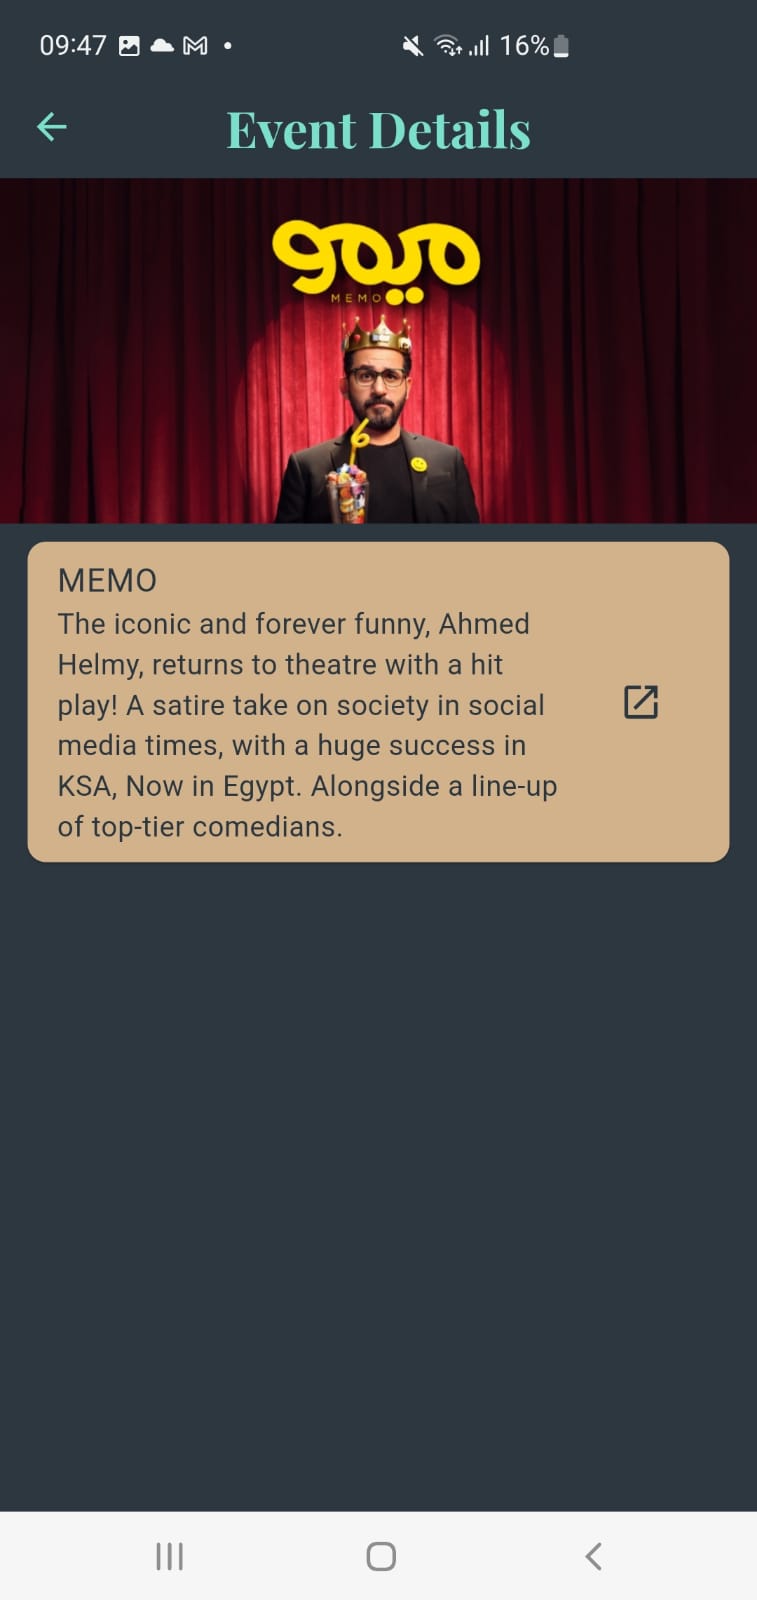 09:47
16%
Event Details
ميمو
MEMO
MEMO
The iconic and forever funny, Ahmed
Helmy, returns to theatre with a hit
play! A satire take on society in social
media times, with a huge success in
KSA, Now in Egypt. Alongside a line-up
of top-tier comedians.